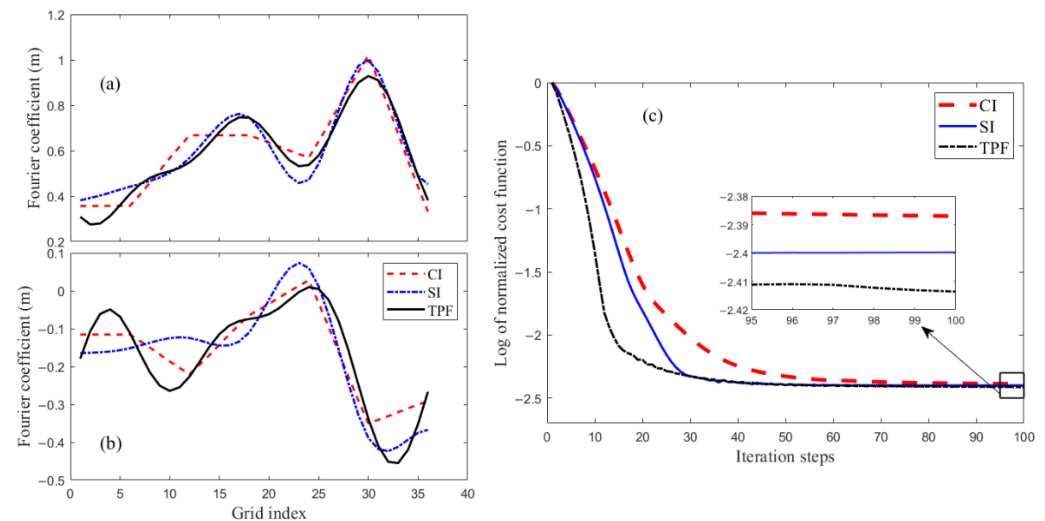 1.2
1
0.8
0.6
0.4
0.2
Fourier coefficient (m)
(a)
0.1
0
−0.1
−0.2
−0.3
−0.4
−0.5
Fourier coefficient (m)
(b)
CI
SI
TPF
0 5 10 15 20 25 30 35 40
Grid index
0
−0.5
−1
−1.5
−2
−2.5
Log of normalized cost function
(c)
CI
SI
TPF
−2.38
−2.39
−2.4
−2.41
−2.42
95 96 97 98 99 100
0 10 20 30 40 50 60 70 80 90 100
Iteration steps